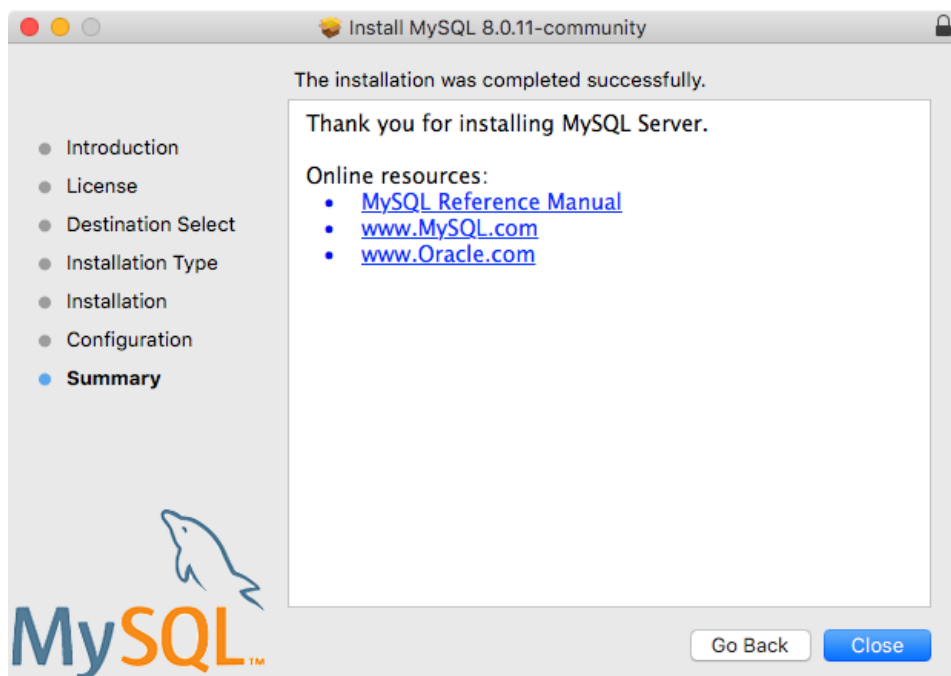 Install MySQL 8.0.11-community
The installation was completed successfully.
Introduction
License
Destination Select
Installation Type
Installation
Configuration
Summary
Thank you for installing MySQL Server.
Online resources:
• MySQL Reference Manual
• www.MySQL.com
• www.Oracle.com
MySQL™
Go Back
Close